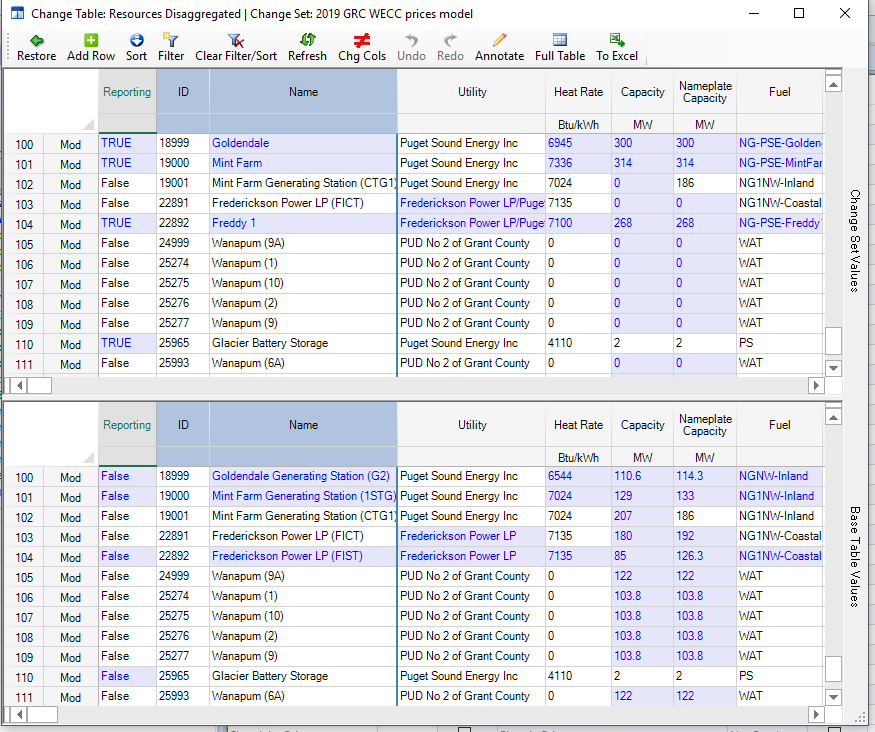 Change Table: Resources Disaggregated | Change Set: 2019 GRC WECC prices model
Restore Add Row Sort Filter Clear Filter/Sort Refresh Chg Cols Undo Redo Annotate Full Table To Excel
Reporting ID Name Utility Heat Rate Capacity Nameplate Capacity Fuel
Btu/kWh MW MW
100 Mod TRUE 18999 Goldendale Puget Sound Energy Inc 6945 300 300 NG-PSE-Golden
101 Mod TRUE 19000 Mint Farm Puget Sound Energy Inc 7336 314 314 NG-PSE-MintFar
102 Mod False 19001 Mint Farm Generating Station (CTG1) Puget Sound Energy Inc 7024 0 186 NG1NW-Inland
103 Mod False 22891 Frederickson Power LP (FICT) Frederickson Power LP/Puge 7135 0 0 NG1NW-Coastal
104 Mod TRUE 22892 Freddy 1 Frederickson Power LP/Puge 7100 268 268 NG-PSE-Freddy
105 Mod False 24999 Wanapum (9A) PUD No 2 of Grant County 0 0 0 WAT
106 Mod False 25274 Wanapum (1) PUD No 2 of Grant County 0 0 0 WAT
107 Mod False 25275 Wanapum (10) PUD No 2 of Grant County 0 0 0 WAT
108 Mod False 25276 Wanapum (2) PUD No 2 of Grant County 0 0 0 WAT
109 Mod False 25277 Wanapum (9) PUD No 2 of Grant County 0 0 0 WAT
110 Mod TRUE 25965 Glacier Battery Storage Puget Sound Energy Inc 4110 2 2 PS
111 Mod False 25993 Wanapum (6A) PUD No 2 of Grant County 0 0 0 WAT
Change Set Values
Reporting ID Name Utility Heat Rate Capacity Nameplate Capacity Fuel
Btu/kWh MW MW
100 Mod False 18999 Goldendale Generating Station (G2) Puget Sound Energy Inc 6544 110.6 114.3 NGNW-Inland
101 Mod False 19000 Mint Farm Generating Station (1STG) Puget Sound Energy Inc 7024 129 133 NG1NW-Inland
102 Mod False 19001 Mint Farm Generating Station (CTG1) Puget Sound Energy Inc 7024 207 186 NG1NW-Inland
103 Mod False 22891 Frederickson Power LP (FICT) Frederickson Power LP 7135 180 192 NG1NW-Coastal
104 Mod False 22892 Frederickson Power LP (FIST) Frederickson Power LP 7135 85 126.3 NG1NW-Coastal
105 Mod False 24999 Wanapum (9A) PUD No 2 of Grant County 0 122 122 WAT
106 Mod False 25274 Wanapum (1) PUD No 2 of Grant County 0 103.8 103.8 WAT
107 Mod False 25275 Wanapum (10) PUD No 2 of Grant County 0 103.8 103.8 WAT
108 Mod False 25276 Wanapum (2) PUD No 2 of Grant County 0 103.8 103.8 WAT
109 Mod False 25277 Wanapum (9) PUD No 2 of Grant County 0 103.8 103.8 WAT
110 Mod False 25965 Glacier Battery Storage Puget Sound Energy Inc 4110 2 2 PS
111 Mod False 25993 Wanapum (6A) PUD No 2 of Grant County 0 122 122 WAT
Base Table Values